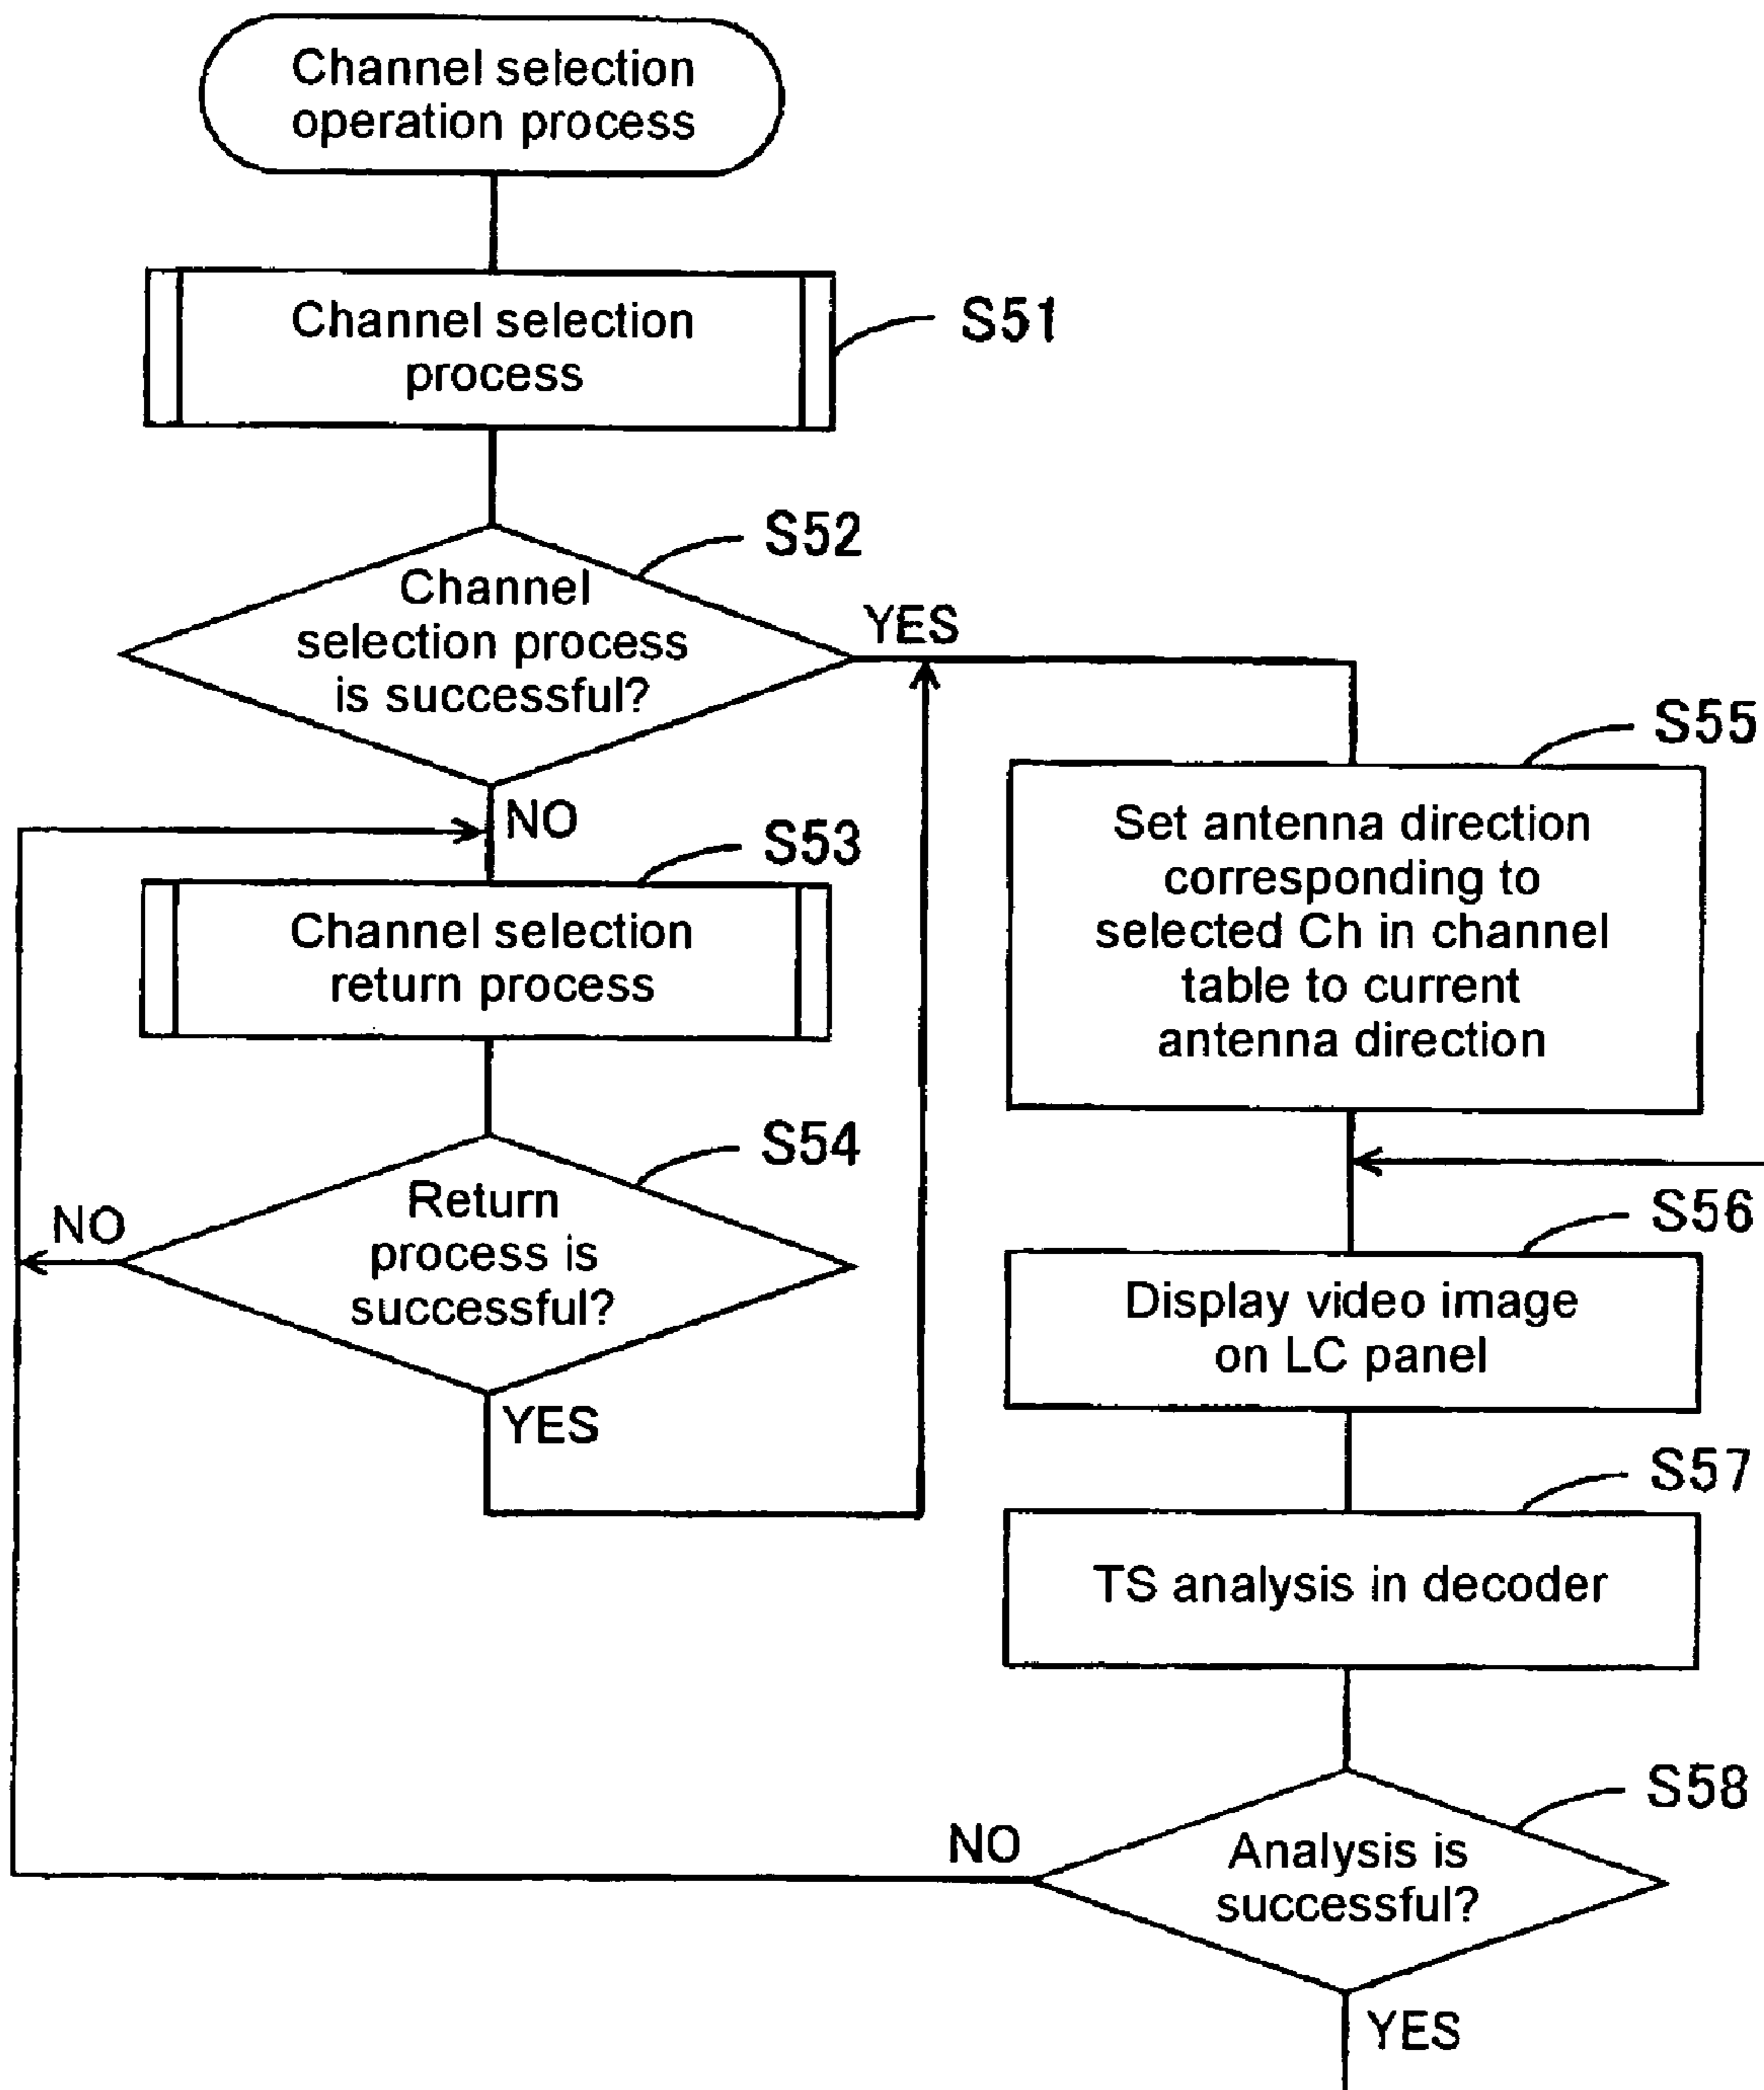 Channel selection
operation process
Channel selection
process
S51
S52
Channel
selection process
is successful?
YES
NO
S53
Channel selection
return process
S54
Return
process is
successful?
NO
YES
S55
Set antenna direction
corresponding to
selected Ch in channel
table to current
antenna direction
S56
Display video image
on LC panel
S57
TS analysis in decoder
S58
Analysis is
successful?
NO
YES